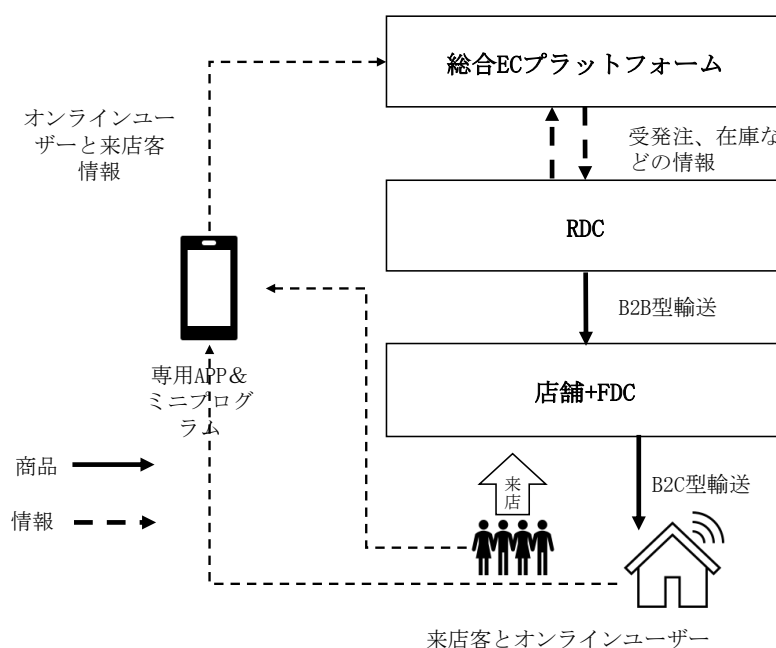 総合ECプラットフォーム
オンラインユー
ザーと来店客
情報
受発注、在庫な
どの情報
RDC
B2B型輸送
専用APP＆
ミニプログ
ラム
店舗+FDC
商品
来
店
B2C型輸送
情報
来店客とオンラインユーザー